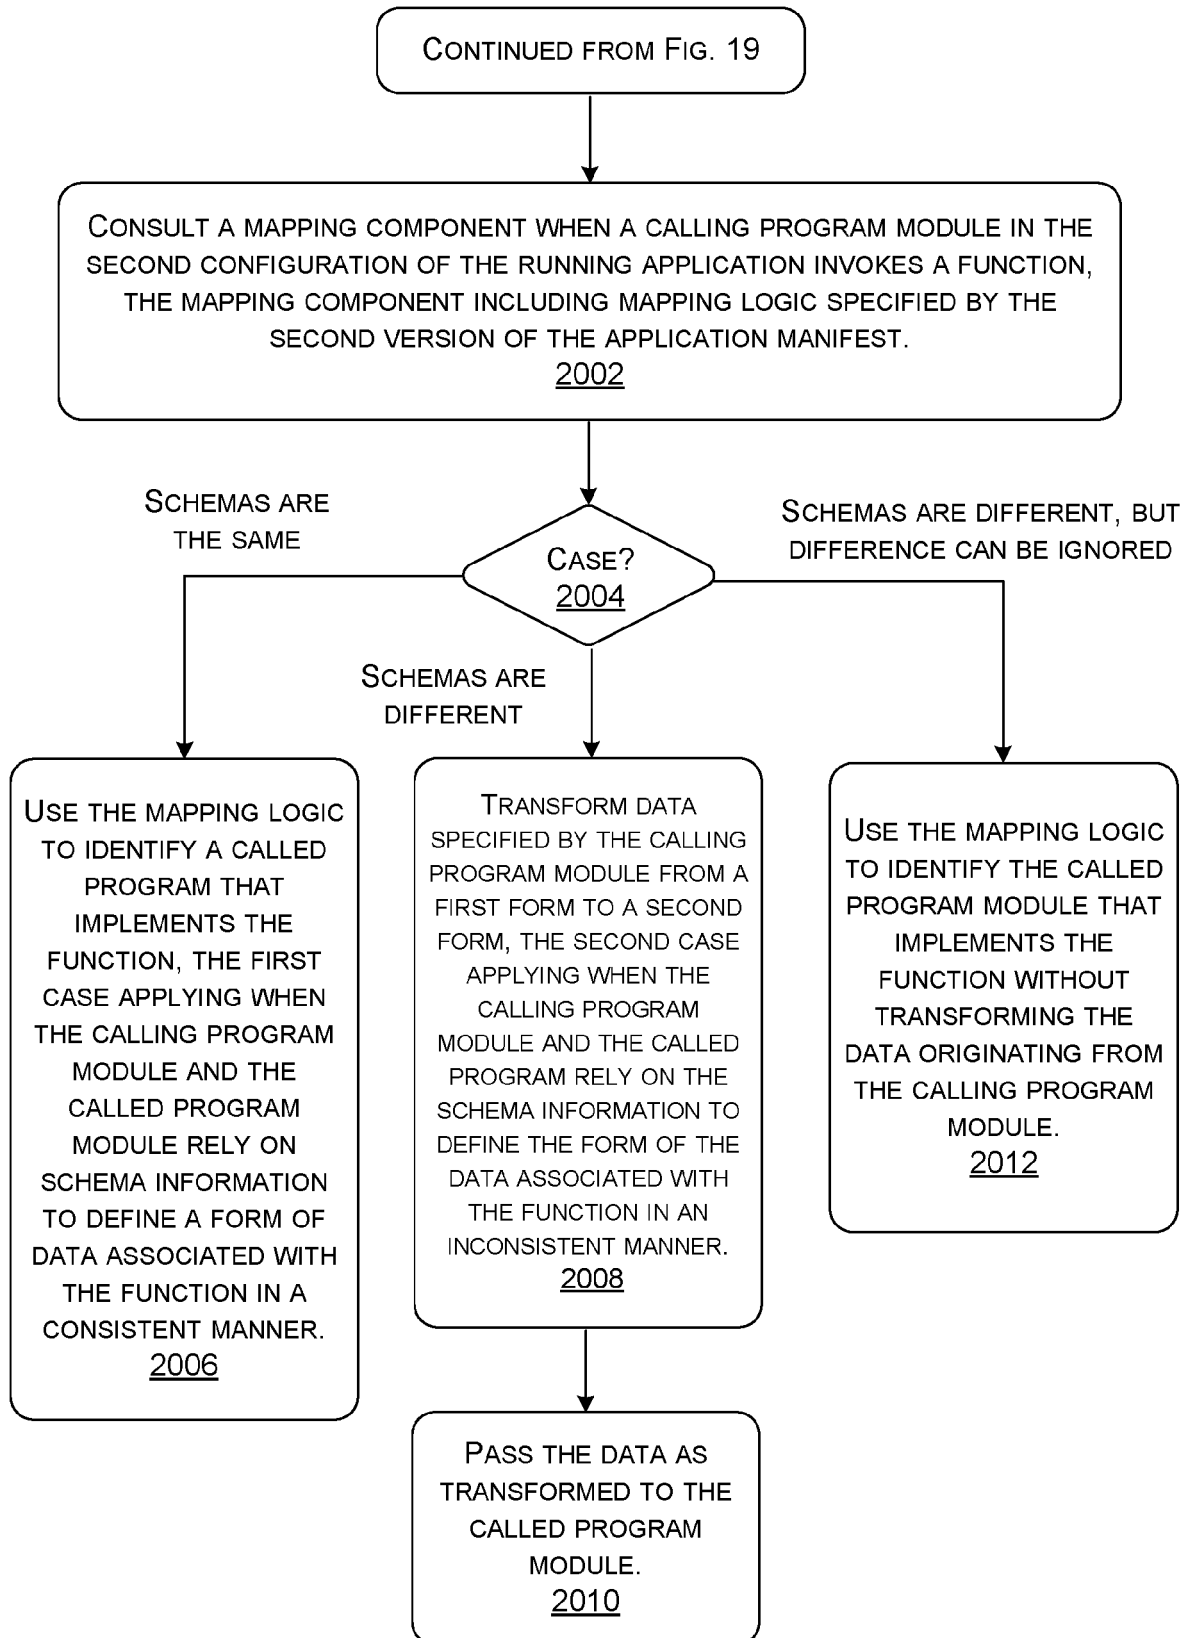 CONTINUED FROM FIG. 19
CONSULT A MAPPING COMPONENT WHEN A CALLING PROGRAM MODULE IN THE
SECOND CONFIGURATION OF THE RUNNING APPLICATION INVOKES A FUNCTION,
THE MAPPING COMPONENT INCLUDING MAPPING LOGIC SPECIFIED BY THE
SECOND VERSION OF THE APPLICATION MANIFEST.
2002
SCHEMAS ARE
THE SAME
SCHEMAS ARE DIFFERENT, BUT
DIFFERENCE CAN BE IGNORED
CASE?
2004
SCHEMAS ARE
DIFFERENT
USE THE MAPPING LOGIC
TO IDENTIFY A CALLED
PROGRAM THAT
IMPLEMENTS THE
FUNCTION, THE FIRST
CASE APPLYING WHEN
THE CALLING PROGRAM
MODULE AND THE
CALLED PROGRAM
MODULE RELY ON
SCHEMA INFORMATION
TO DEFINE A FORM OF
DATA ASSOCIATED WITH
THE FUNCTION IN A
CONSISTENT MANNER.
2006
TRANSFORM DATA
SPECIFIED BY THE CALLING
PROGRAM MODULE FROM A
FIRST FORM TO A SECOND
FORM, THE SECOND CASE
APPLYING WHEN THE
CALLING PROGRAM
MODULE AND THE CALLED
PROGRAM RELY ON THE
SCHEMA INFORMATION TO
DEFINE THE FORM OF THE
DATA ASSOCIATED WITH
THE FUNCTION IN AN
INCONSISTENT MANNER.
2008
USE THE MAPPING LOGIC
TO IDENTIFY THE CALLED
PROGRAM MODULE THAT
IMPLEMENTS THE
FUNCTION WITHOUT
TRANSFORMING THE
DATA ORIGINATING FROM
THE CALLING PROGRAM
MODULE.
2012
PASS THE DATA AS
TRANSFORMED TO THE
CALLED PROGRAM
MODULE.
2010